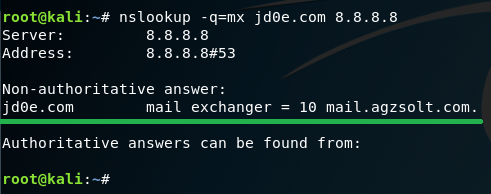 root@kali:~# nslookup -q=mx jd0e.com 8.8.8.8
Server:         8.8.8.8
Address:        8.8.8.8#53
Non-authoritative answer:
jd0e.com        mail exchanger = 10 mail.agzsolt.com.
Authoritative answers can be found from:
root@kali:~#